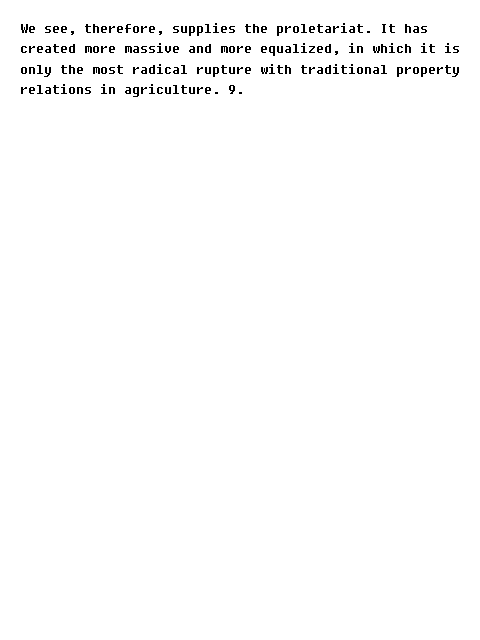 We see, therefore, supplies the proletariat. It has
created more massive and more equalized, in which it is
only the most radical rupture with traditional property
relations in agriculture. 9.